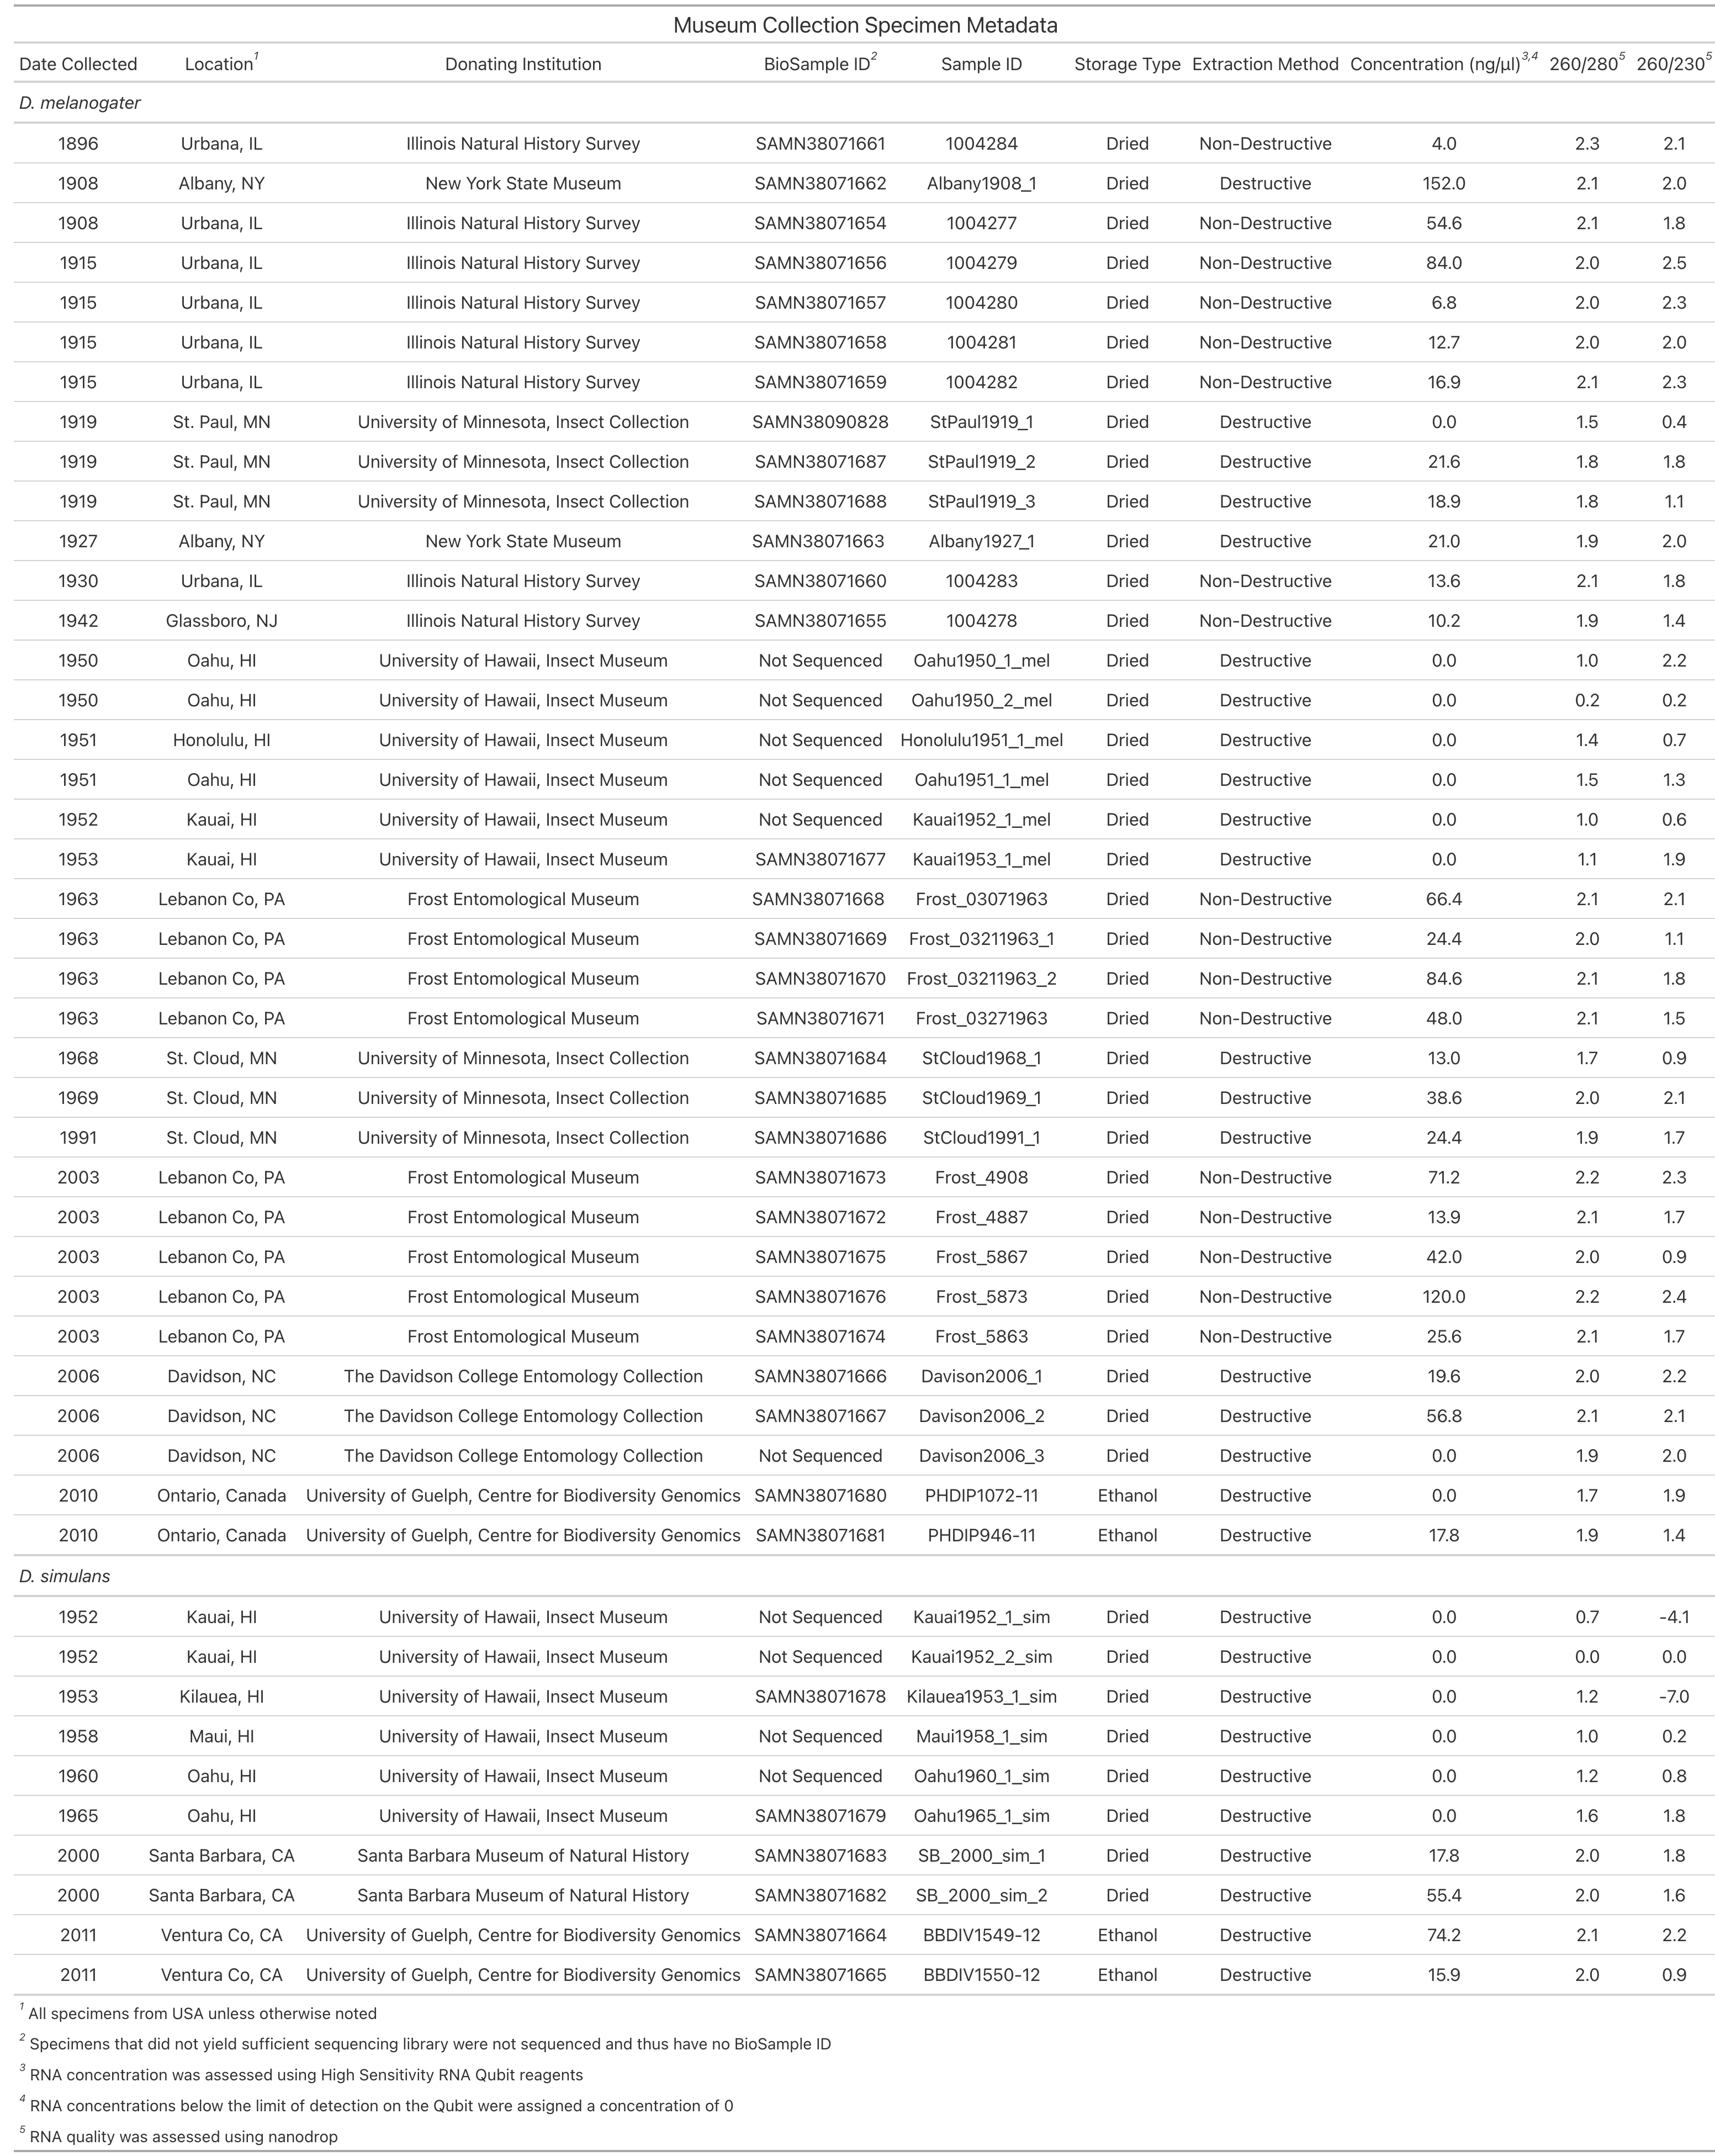 Museum Collection Specimen Metadata
Date Collected Location1 Donating Institution BioSample ID2 Sample ID Storage Type Extraction Method Concentration (ng/µl)3,4 260/2805 260/2305
D. melanogater
1896 Urbana, IL Illinois Natural History Survey SAMN38071661 1004284 Dried Non-Destructive 4.0 2.3 2.1
1908 Albany, NY New York State Museum SAMN38071662 Albany1908_1 Dried Destructive 152.0 2.1 2.0
1908 Urbana, IL Illinois Natural History Survey SAMN38071654 1004277 Dried Non-Destructive 54.6 2.1 1.8
1915 Urbana, IL Illinois Natural History Survey SAMN38071656 1004279 Dried Non-Destructive 84.0 2.0 2.5
1915 Urbana, IL Illinois Natural History Survey SAMN38071657 1004280 Dried Non-Destructive 6.8 2.0 2.3
1915 Urbana, IL Illinois Natural History Survey SAMN38071658 1004281 Dried Non-Destructive 12.7 2.0 2.0
1915 Urbana, IL Illinois Natural History Survey SAMN38071659 1004282 Dried Non-Destructive 16.9 2.1 2.3
1919 St. Paul, MN University of Minnesota, Insect Collection SAMN38090828 StPaul1919_1 Dried Destructive 0.0 1.5 0.4
1919 St. Paul, MN University of Minnesota, Insect Collection SAMN38071687 StPaul1919_2 Dried Destructive 21.6 1.8 1.8
1919 St. Paul, MN University of Minnesota, Insect Collection SAMN38071688 StPaul1919_3 Dried Destructive 18.9 1.8 1.1
1927 Albany, NY New York State Museum SAMN38071663 Albany1927_1 Dried Destructive 21.0 1.9 2.0
1930 Urbana, IL Illinois Natural History Survey SAMN38071660 1004283 Dried Non-Destructive 13.6 2.1 1.8
1942 Glassboro, NJ Illinois Natural History Survey SAMN38071655 1004278 Dried Non-Destructive 10.2 1.9 1.4
1950 Oahu, HI University of Hawaii, Insect Museum Not Sequenced Oahu1950_1_mel Dried Destructive 0.0 1.0 2.2
1950 Oahu, HI University of Hawaii, Insect Museum Not Sequenced Oahu1950_2_mel Dried Destructive 0.0 0.2 0.2
1951 Honolulu, HI University of Hawaii, Insect Museum Not Sequenced Honolulu1951_1_mel Dried Destructive 0.0 1.4 0.7
1951 Oahu, HI University of Hawaii, Insect Museum Not Sequenced Oahu1951_1_mel Dried Destructive 0.0 1.5 1.3
1952 Kauai, HI University of Hawaii, Insect Museum Not Sequenced Kauai1952_1_mel Dried Destructive 0.0 1.0 0.6
1953 Kauai, HI University of Hawaii, Insect Museum SAMN38071677 Kauai1953_1_mel Dried Destructive 0.0 1.1 1.9
1963 Lebanon Co, PA Frost Entomological Museum SAMN38071668 Frost_03071963 Dried Non-Destructive 66.4 2.1 2.1
1963 Lebanon Co, PA Frost Entomological Museum SAMN38071669 Frost_03211963_1 Dried Non-Destructive 24.4 2.0 1.1
1963 Lebanon Co, PA Frost Entomological Museum SAMN38071670 Frost_03211963_2 Dried Non-Destructive 84.6 2.1 1.8
1963 Lebanon Co, PA Frost Entomological Museum SAMN38071671 Frost_03271963 Dried Non-Destructive 48.0 2.1 1.5
1968 St. Cloud, MN University of Minnesota, Insect Collection SAMN38071684 StCloud1968_1 Dried Destructive 13.0 1.7 0.9
1969 St. Cloud, MN University of Minnesota, Insect Collection SAMN38071685 StCloud1969_1 Dried Destructive 38.6 2.0 2.1
1991 St. Cloud, MN University of Minnesota, Insect Collection SAMN38071686 StCloud1991_1 Dried Destructive 24.4 1.9 1.7
2003 Lebanon Co, PA Frost Entomological Museum SAMN38071673 Frost_4908 Dried Non-Destructive 71.2 2.2 2.3
2003 Lebanon Co, PA Frost Entomological Museum SAMN38071672 Frost_4887 Dried Non-Destructive 13.9 2.1 1.7
2003 Lebanon Co, PA Frost Entomological Museum SAMN38071675 Frost_5867 Dried Non-Destructive 42.0 2.0 0.9
2003 Lebanon Co, PA Frost Entomological Museum SAMN38071676 Frost_5873 Dried Non-Destructive 120.0 2.2 2.4
2003 Lebanon Co, PA Frost Entomological Museum SAMN38071674 Frost_5863 Dried Non-Destructive 25.6 2.1 1.7
2006 Davidson, NC The Davidson College Entomology Collection SAMN38071666 Davison2006_1 Dried Destructive 19.6 2.0 2.2
2006 Davidson, NC The Davidson College Entomology Collection SAMN38071667 Davison2006_2 Dried Destructive 56.8 2.1 2.1
2006 Davidson, NC The Davidson College Entomology Collection Not Sequenced Davison2006_3 Dried Destructive 0.0 1.9 2.0
2010 Ontario, Canada University of Guelph, Centre for Biodiversity Genomics SAMN38071680 PHDIP1072-11 Ethanol Destructive 0.0 1.7 1.9
2010 Ontario, Canada University of Guelph, Centre for Biodiversity Genomics SAMN38071681 PHDIP946-11 Ethanol Destructive 17.8 1.9 1.4
D. simulans
1952 Kauai, HI University of Hawaii, Insect Museum Not Sequenced Kauai1952_1_sim Dried Destructive 0.0 0.7 -4.1
1952 Kauai, HI University of Hawaii, Insect Museum Not Sequenced Kauai1952_2_sim Dried Destructive 0.0 0.0 0.0
1953 Kilauea, HI University of Hawaii, Insect Museum SAMN38071678 Kilauea1953_1_sim Dried Destructive 0.0 1.2 -7.0
1958 Maui, HI University of Hawaii, Insect Museum Not Sequenced Maui1958_1_sim Dried Destructive 0.0 1.0 0.2
1960 Oahu, HI University of Hawaii, Insect Museum Not Sequenced Oahu1960_1_sim Dried Destructive 0.0 1.2 0.8
1965 Oahu, HI University of Hawaii, Insect Museum SAMN38071679 Oahu1965_1_sim Dried Destructive 0.0 1.6 1.8
2000 Santa Barbara, CA Santa Barbara Museum of Natural History SAMN38071683 SB_2000_sim_1 Dried Destructive 17.8 2.0 1.8
2000 Santa Barbara, CA Santa Barbara Museum of Natural History SAMN38071682 SB_2000_sim_2 Dried Destructive 55.4 2.0 1.6
2011 Ventura Co, CA University of Guelph, Centre for Biodiversity Genomics SAMN38071664 BBDIV1549-12 Ethanol Destructive 74.2 2.1 2.2
2011 Ventura Co, CA University of Guelph, Centre for Biodiversity Genomics SAMN38071665 BBDIV1550-12 Ethanol Destructive 15.9 2.0 0.9
1 All specimens from USA unless otherwise noted
2 Specimens that did not yield sufficient sequencing library were not sequenced and thus have no BioSample ID
3 RNA concentration was assessed using High Sensitivity RNA Qubit reagents
4 RNA concentrations below the limit of detection on the Qubit were assigned a concentration of 0
5 RNA quality was assessed using nanodrop